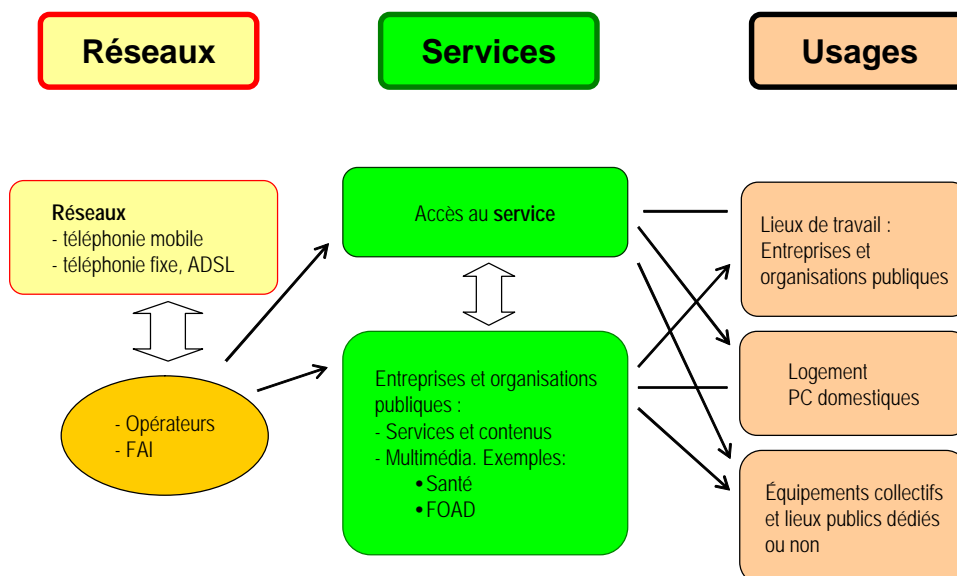 Réseaux
Services
Usages
Réseaux
- téléphonie mobile
- téléphonie fixe, ADSL
- Opérateurs
- FAI
Accès au service
Entreprises et organisations
publiques :
- Services et contenus
- Multimédia. Exemples:
• Santé
• FOAD
Lieux de travail :
Entreprises et
organisations publiques
Logement
PC domestiques
Équipements collectifs
et lieux publics dédiés
ou non